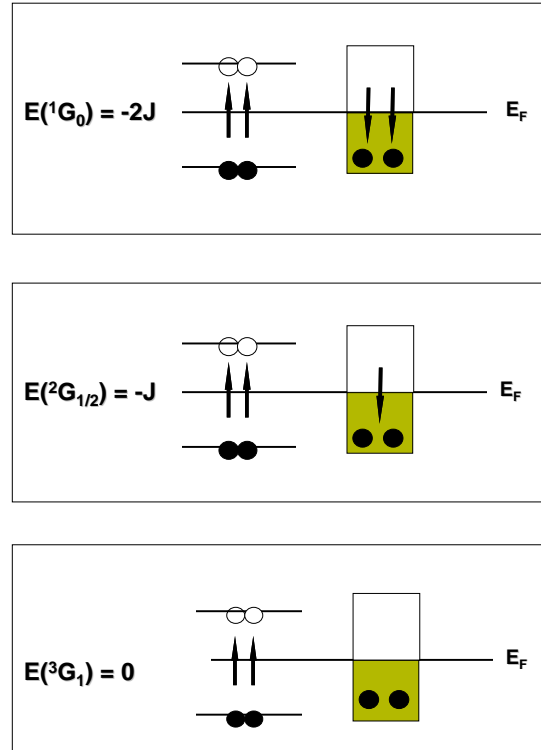 E(¹G₀) = -2J
E_F
E(²G₁/₂) = -J
E_F
E(³G₁) = 0
E_F